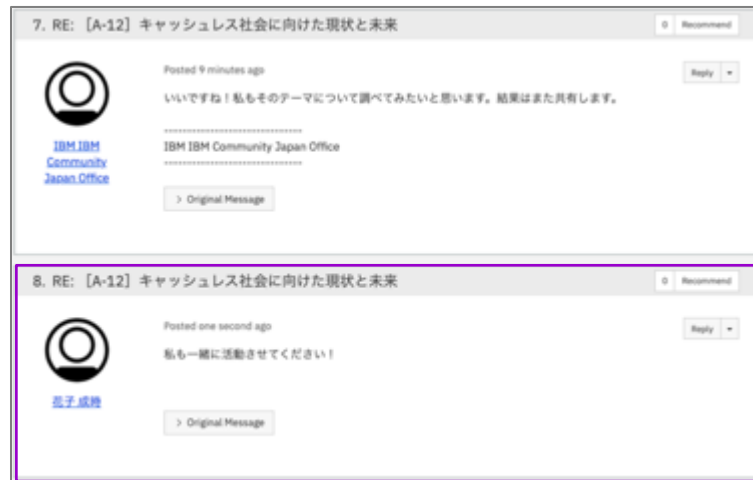 7. RE: [A-12] キャッシュレス社会に向けた現状と未来
0 Recommend
Posted 9 minutes ago
Reply
いいですね！私もそのテーマについて調べてみたいと思います。結果はまた共有します。
------------------------------
IBM IBM Community Japan Office
------------------------------
IBM IBM
Community
Japan Office
> Original Message
8. RE: [A-12] キャッシュレス社会に向けた現状と未来
0 Recommend
Posted one second ago
Reply
私も一緒に活動させてください！
花子 成時
> Original Message